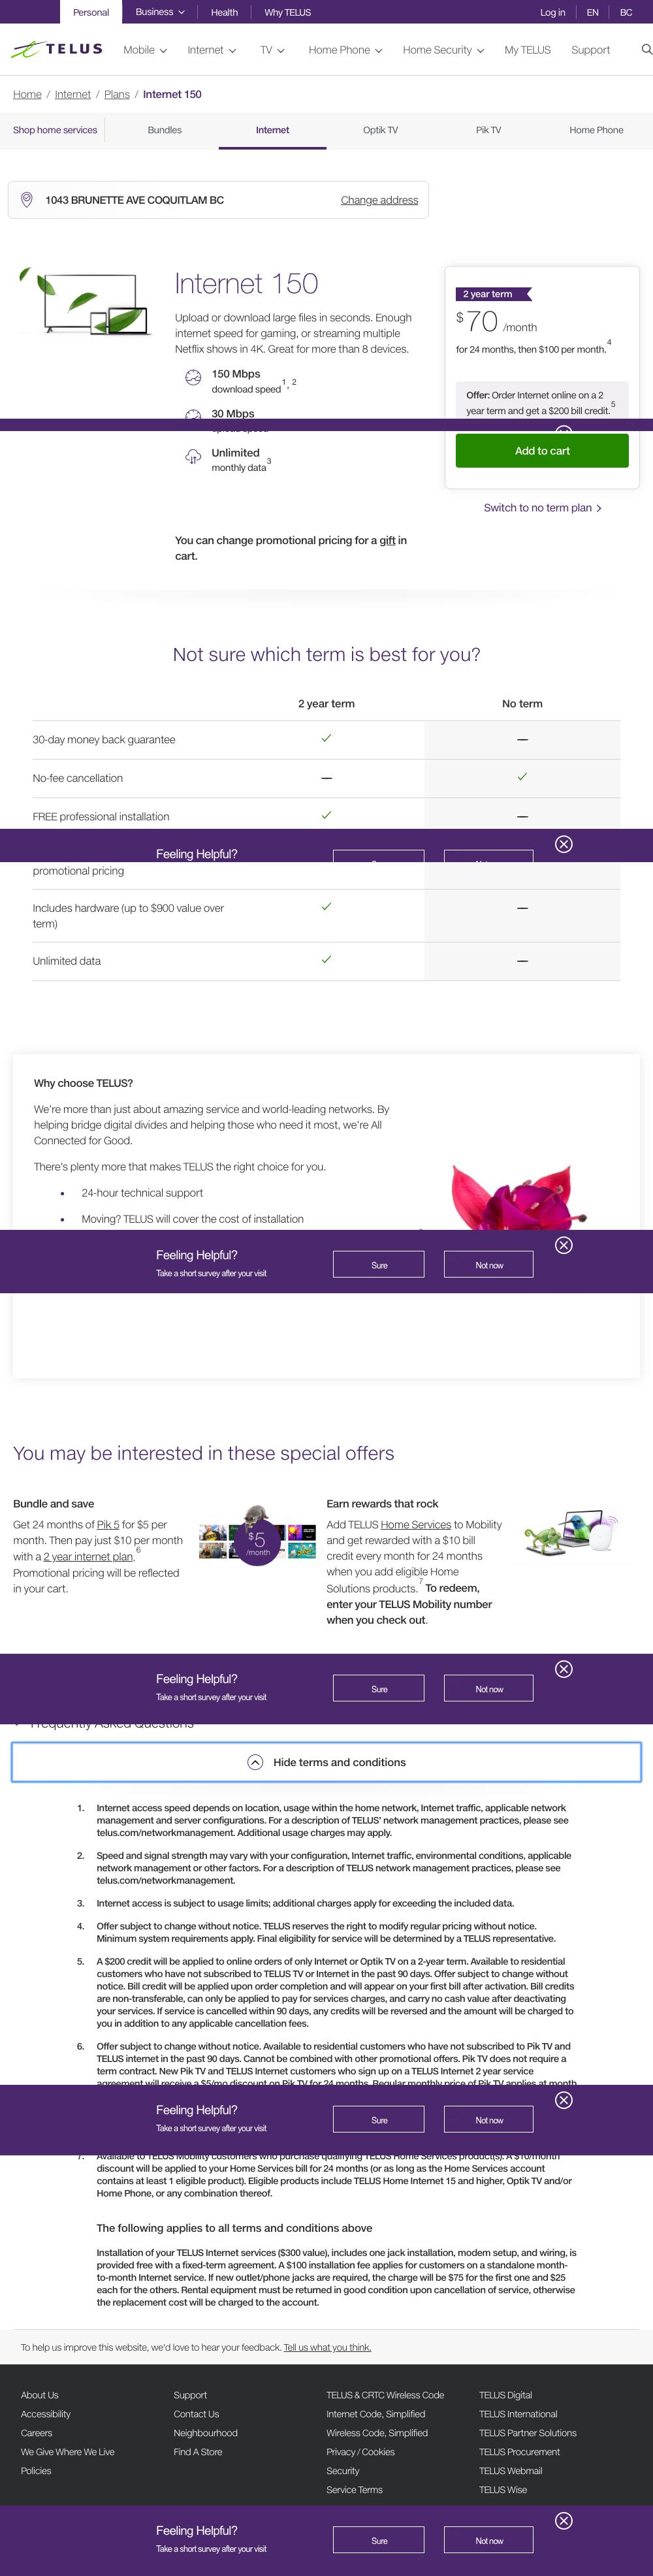 Personal
Business
Health
Why TELUS
Log in
EN
BC
TELUS
Mobile
Internet
TV
Home Phone
Home Security
My TELUS
Support
Home / Internet / Plans / Internet 150
Shop home services
Bundles
Internet
Optik TV
Pik TV
Home Phone
1043 BRUNETTE AVE COQUITLAM BC
Change address
Internet 150
Upload or download large files in seconds. Enough
internet speed for gaming, or streaming multiple
Netflix shows in 4K. Great for more than 8 devices.
150 Mbps
download speed 1, 2
30 Mbps
Unlimited
monthly data 3
You can change promotional pricing for a gift in
cart.
2 year term
$70 /month
for 24 months, then $100 per month. 4
Offer: Order Internet online on a 2
year term and get a $200 bill credit. 5
Add to cart
Switch to no term plan
Not sure which term is best for you?
2 year term
No term
30-day money back guarantee
No-fee cancellation
FREE professional installation
Feeling Helpful?
promotional pricing
Includes hardware (up to $900 value over
term)
Unlimited data
Why choose TELUS?
We're more than just about amazing service and world-leading networks. By
helping bridge digital divides and helping those who need it most, we're All
Connected for Good.
There's plenty more that makes TELUS the right choice for you.
24-hour technical support
Moving? TELUS will cover the cost of installation
Feeling Helpful?
Take a short survey after your visit
Sure
Not now
You may be interested in these special offers
Bundle and save
Get 24 months of Pik 5 for $5 per
month. Then pay just $10 per month
with a 2 year internet plan. 6
Promotional pricing will be reflected
in your cart.
$5
/month
Earn rewards that rock
Add TELUS Home Services to Mobility
and get rewarded with a $10 bill
credit every month for 24 months
when you add eligible Home
Solutions products. 7 To redeem,
enter your TELUS Mobility number
when you check out.
Feeling Helpful?
Take a short survey after your visit
Sure
Not now
Frequently Asked Questions
Hide terms and conditions
1. Internet access speed depends on location, usage within the home network, Internet traffic, applicable network
management and server configurations. For a description of TELUS' network management practices, please see
telus.com/networkmanagement. Additional usage charges may apply.
2. Speed and signal strength may vary with your configuration, Internet traffic, environmental conditions, applicable
network management or other factors. For a description of TELUS network management practices, please see
telus.com/networkmanagement.
3. Internet access is subject to usage limits; additional charges apply for exceeding the included data.
4. Offer subject to change without notice. TELUS reserves the right to modify regular pricing without notice.
Minimum system requirements apply. Final eligibility for service will be determined by a TELUS representative.
5. A $200 credit will be applied to online orders of only Internet or Optik TV on a 2-year term. Available to residential
customers who have not subscribed to TELUS TV or Internet in the past 90 days. Offer subject to change without
notice. Bill credit will be applied upon order completion and will appear on your first bill after activation. Bill credits
are non-transferable, can only be applied to pay for services charges, and carry no cash value after deactivating
your services. If service is cancelled within 90 days, any credits will be reversed and the amount will be charged to
you in addition to any applicable cancellation fees.
6. Offer subject to change without notice. Available to residential customers who have not subscribed to Pik TV and
TELUS internet in the past 90 days. Cannot be combined with other promotional offers. Pik TV does not require a
term contract. New Pik TV and TELUS Internet customers who sign up on a TELUS Internet 2 year service
agreement will receive a $5/mo discount on Pik TV for 24 months. Regular monthly price of Pik TV applies at month
Feeling Helpful?
Take a short survey after your visit
Sure
Not now
7. Available to TELUS Mobility customers who purchase qualifying TELUS Home Services product(s). A $10/month
discount will be applied to your Home Services bill for 24 months (or as long as the Home Services account
contains at least 1 eligible product). Eligible products include TELUS Home Internet 15 and higher, Optik TV and/or
Home Phone, or any combination thereof.
The following applies to all terms and conditions above
Installation of your TELUS Internet services ($300 value), includes one jack installation, modem setup, and wiring, is
provided free with a fixed-term agreement. A $100 installation fee applies for customers on a standalone month-
to-month Internet service. If new outlet/phone jacks are required, the charge will be $75 for the first one and $25
each for the others. Rental equipment must be returned in good condition upon cancellation of service, otherwise
the replacement cost will be charged to the account.
To help us improve this website, we'd love to hear your feedback. Tell us what you think.
About Us
Accessibility
Careers
We Give Where We Live
Policies
Support
Contact Us
Neighbourhood
Find A Store
TELUS & CRTC Wireless Code
Internet Code, Simplified
Wireless Code, Simplified
Privacy / Cookies
Security
Service Terms
TELUS Digital
TELUS International
TELUS Partner Solutions
TELUS Procurement
TELUS Webmail
TELUS Wise
Feeling Helpful?
Take a short survey after your visit
Sure
Not now